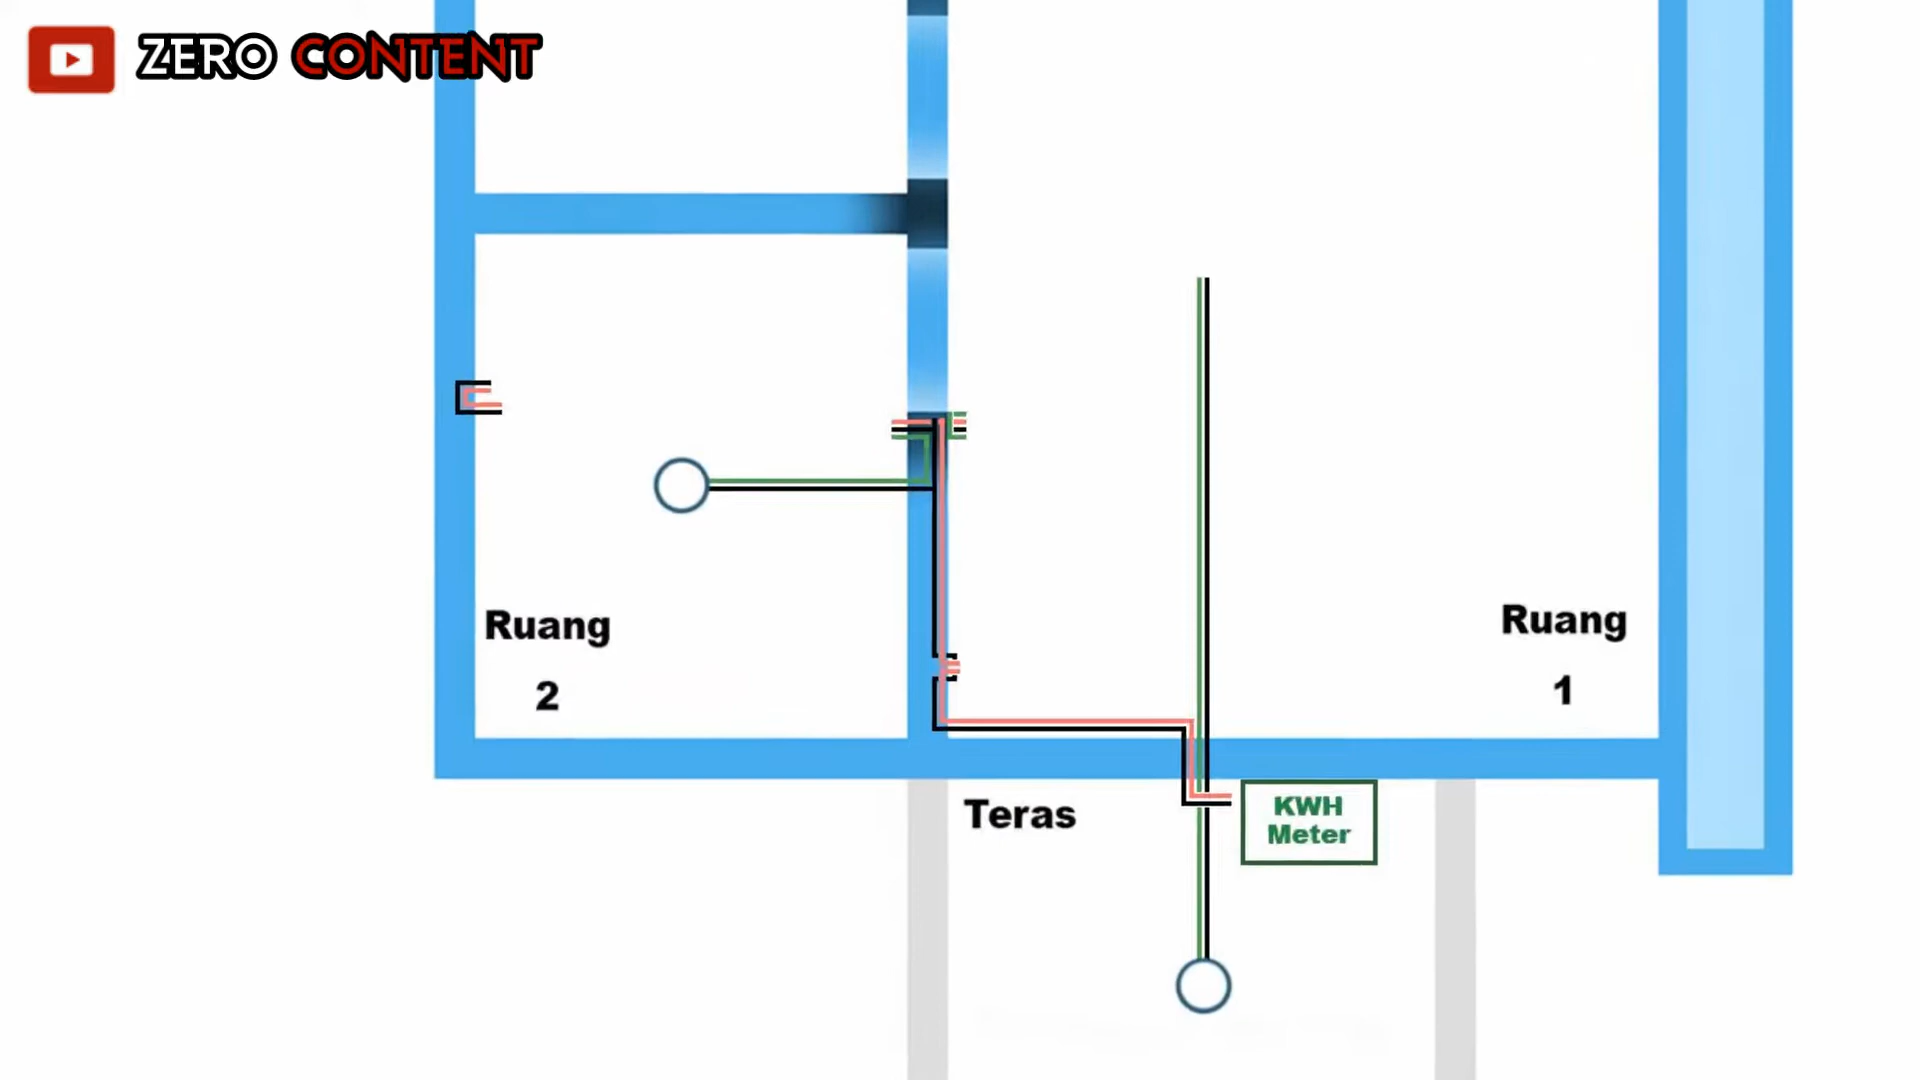 ZERO CONTENT
Ruang
2
Ruang
1
Teras
KWH
Meter